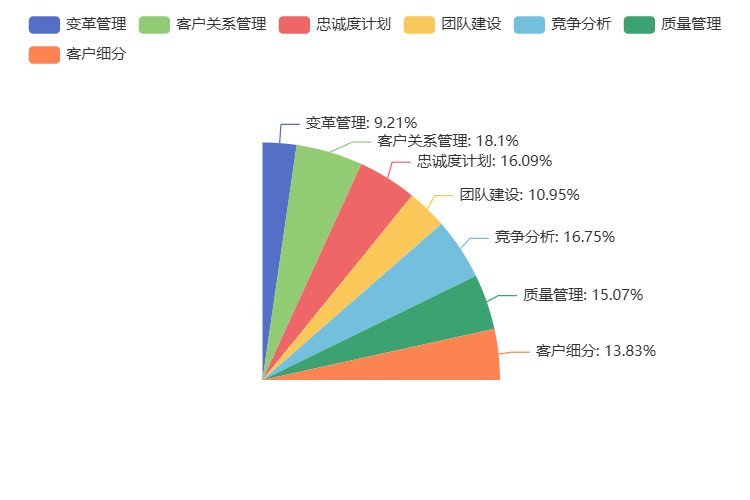 变革管理 客户关系管理 忠诚度计划 团队建设 竞争分析 质量管理
客户细分
变革管理: 9.21%
客户关系管理: 18.1%
忠诚度计划: 16.09%
团队建设: 10.95%
竞争分析: 16.75%
质量管理: 15.07%
客户细分: 13.83%